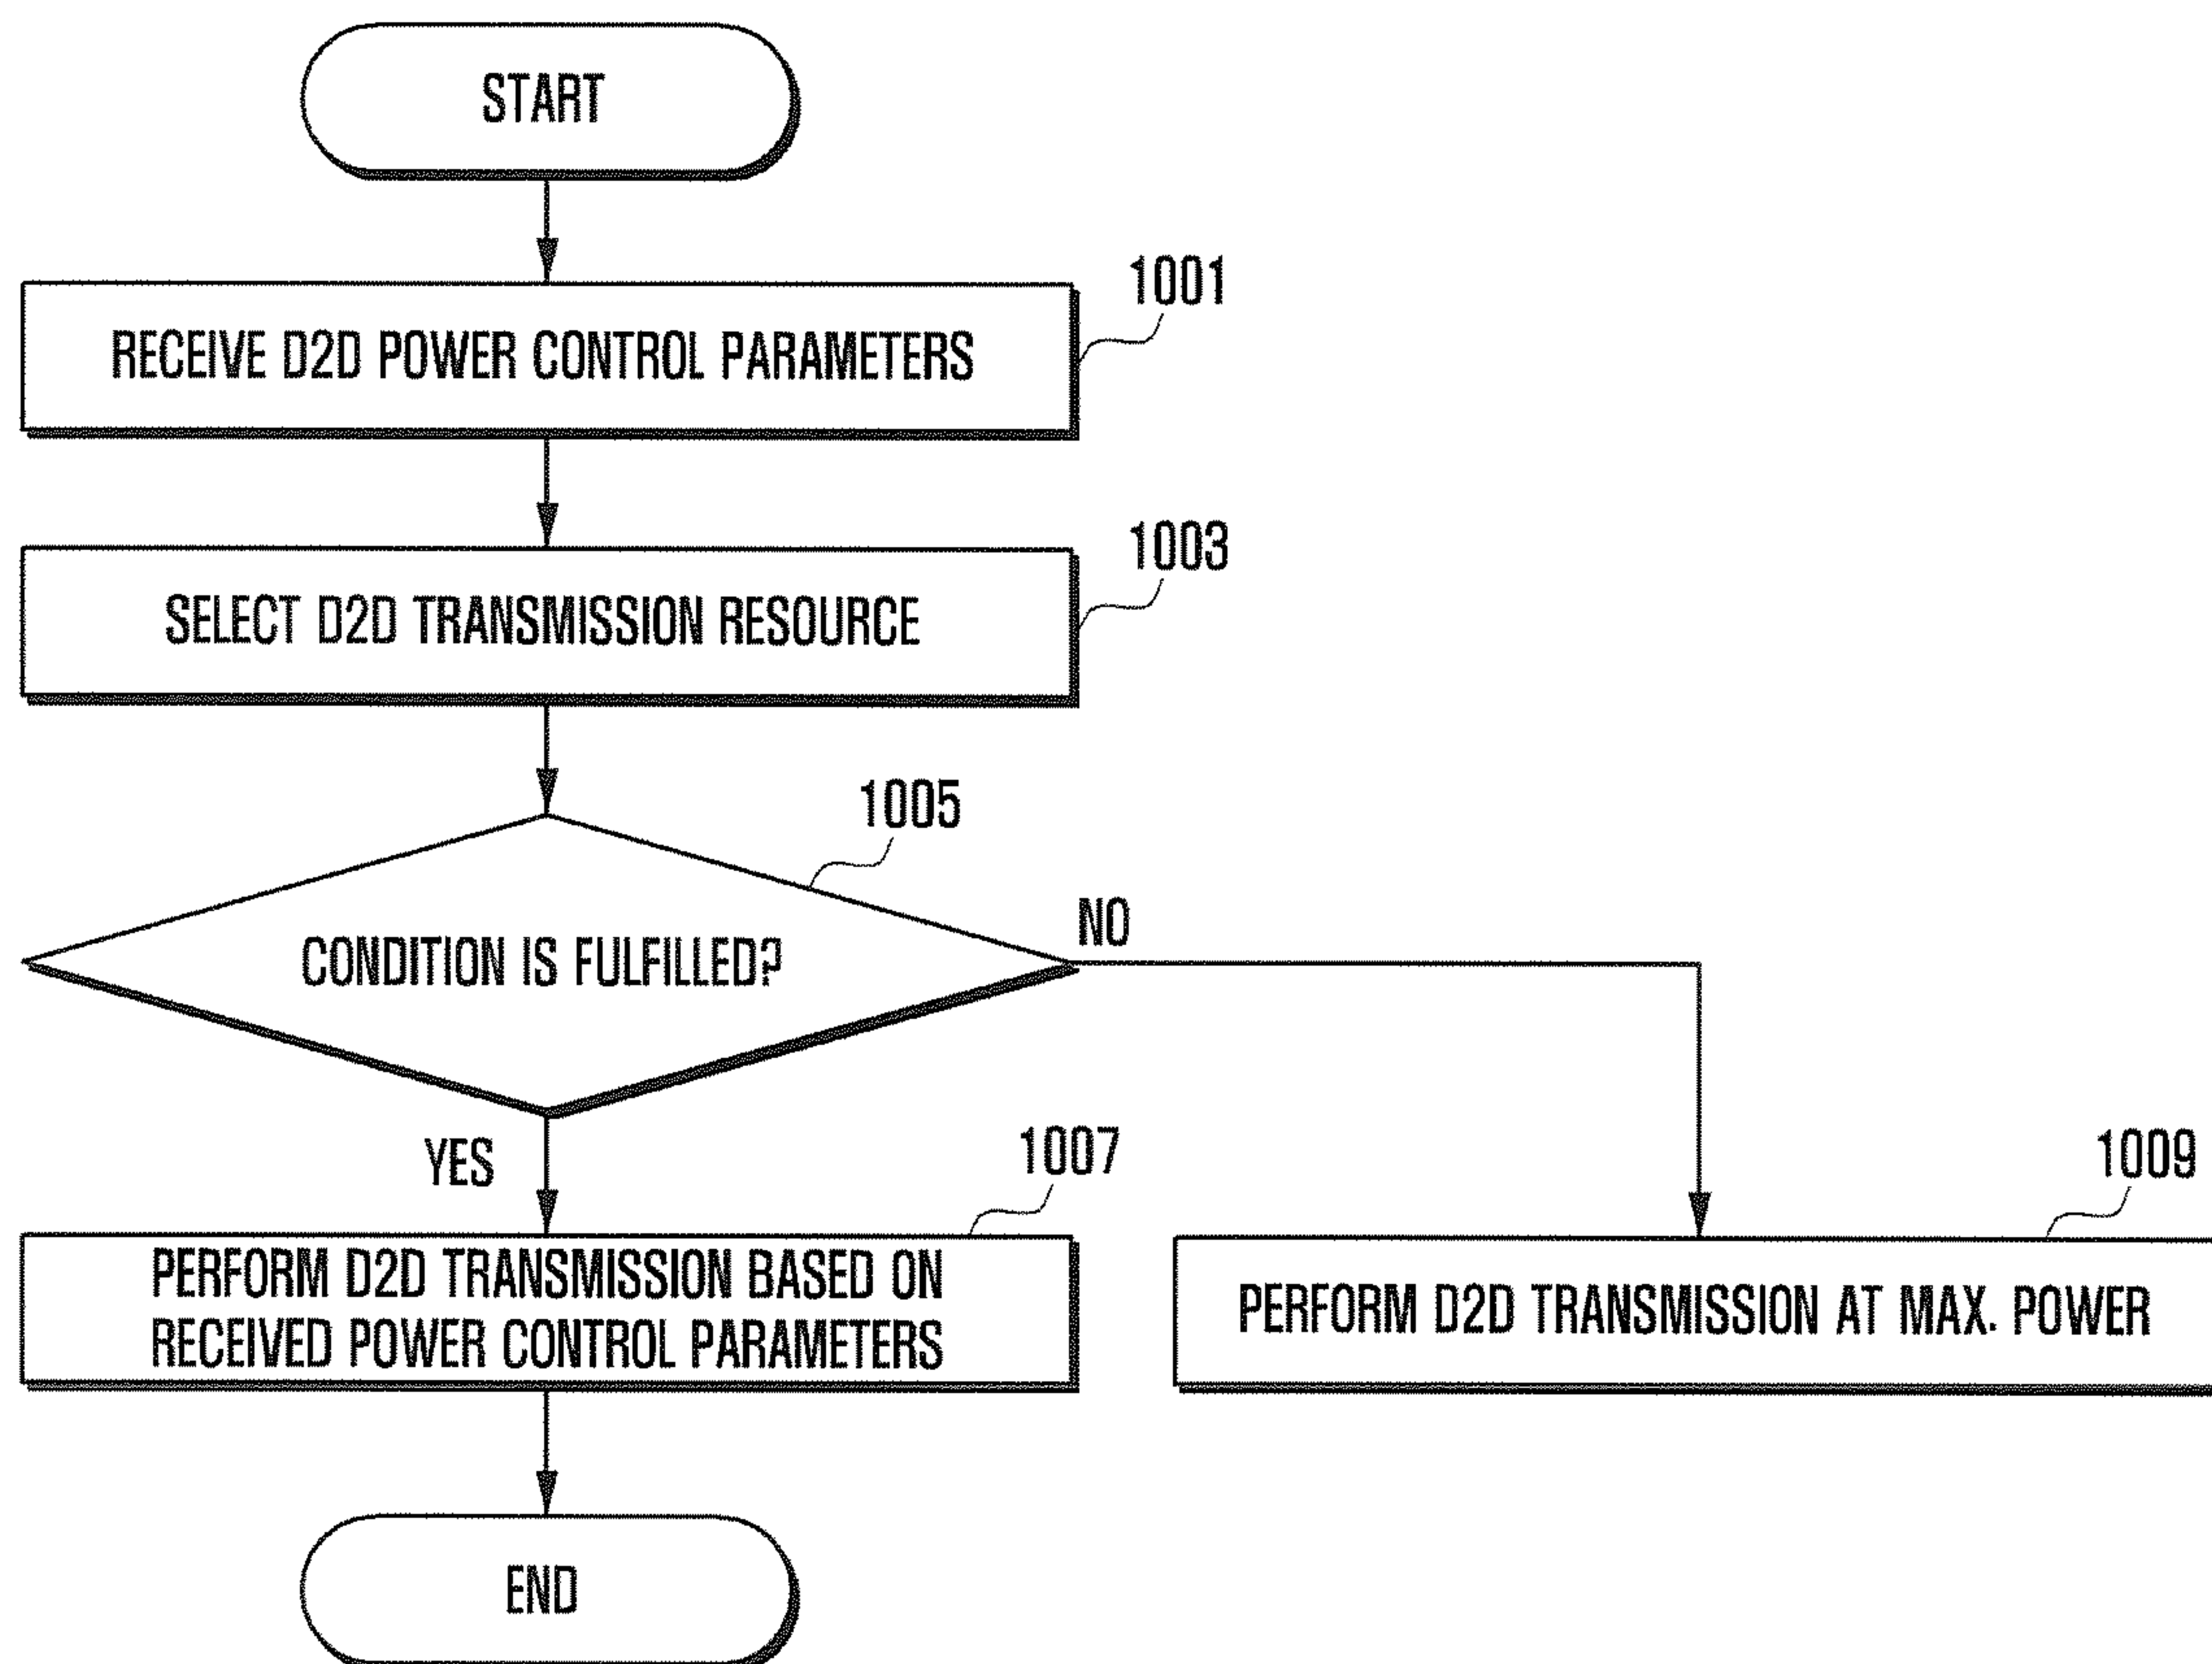 START
1001
RECEIVE D2D POWER CONTROL PARAMETERS
1003
SELECT D2D TRANSMISSION RESOURCE
1005
CONDITION IS FULFILLED?
NO
YES
1007
PERFORM D2D TRANSMISSION BASED ON
RECEIVED POWER CONTROL PARAMETERS
1009
PERFORM D2D TRANSMISSION AT MAX. POWER
END